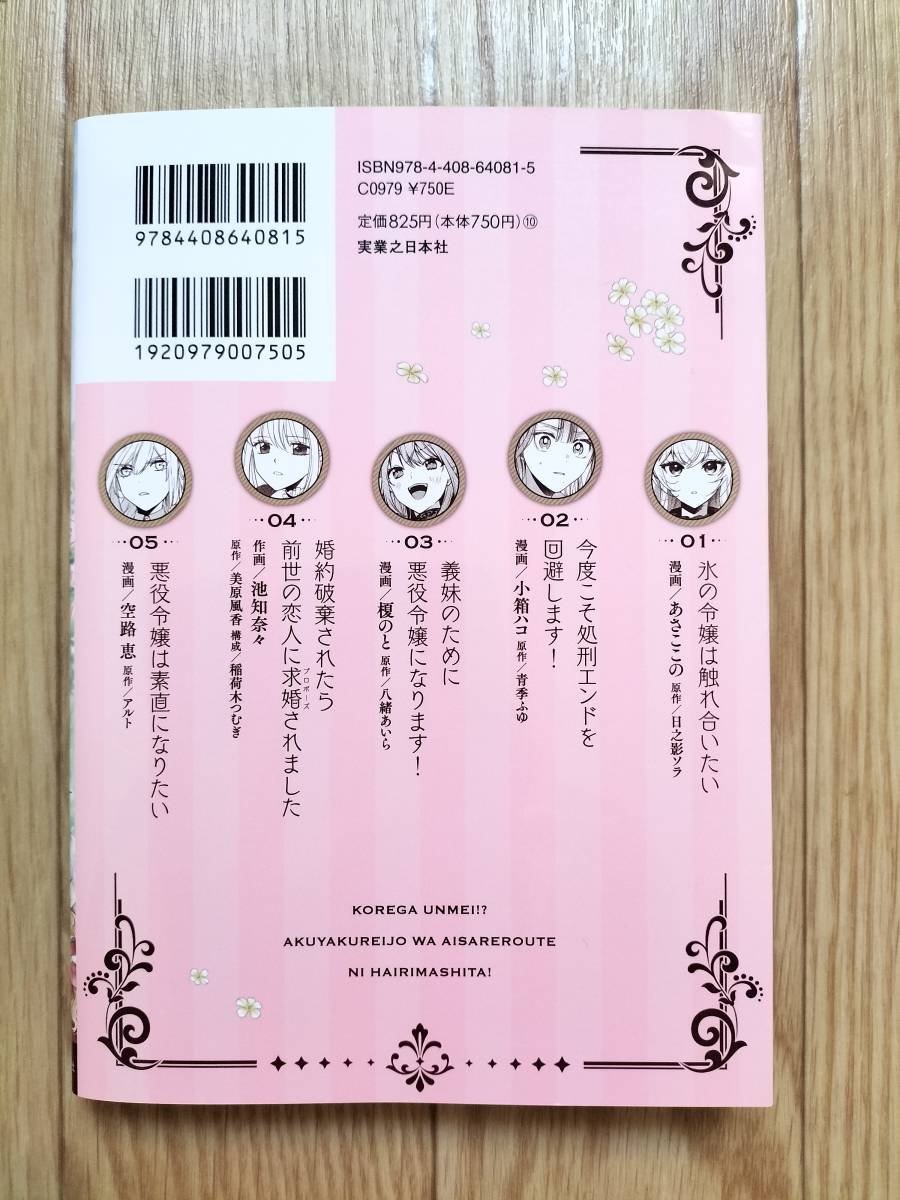 ISBN978-4-408-64081-5
C0979 ¥750E
定価825円(本体750円)⑩
実業之日本社
9784408640815
1920979007505
01
氷の令嬢は触れ合いたい
漫画/あさここの 原作/日之影ソラ
02
今度こそ処刑エンドを
回避します!
漫画/小箱ハコ 原作/青季ふゆ
03
義妹のために
悪役令嬢になります!
漫画/榎のと 原作/八緒あいら
04
婚約破棄されたら
前世の恋人に求婚されました
プロポーズ
作画/池知奈々
原作/美原風香 構成/稲荷木つむぎ
05
悪役令嬢は素直になりたい
漫画/空路 恵 原作/アルト
KOREGA UNMEI!?
AKUYAKUREIJO WA AISAREROUTE
NI HAIRIMASHITA!